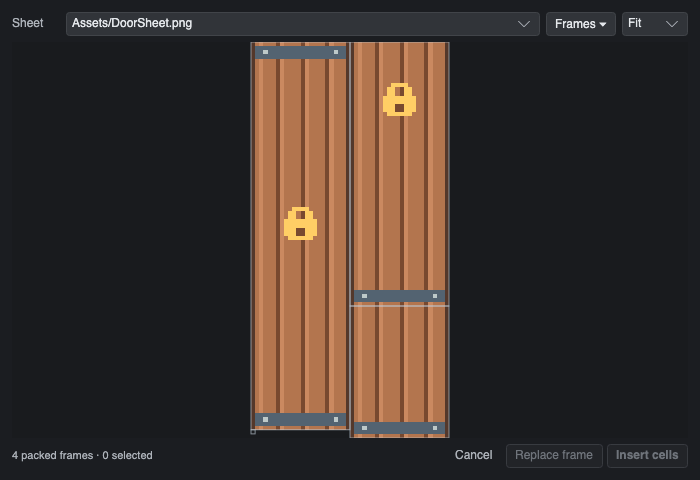 Sheet
Assets/DoorSheet.png
Frames
Fit
4 packed frames · 0 selected
Cancel
Replace frame
Insert cells